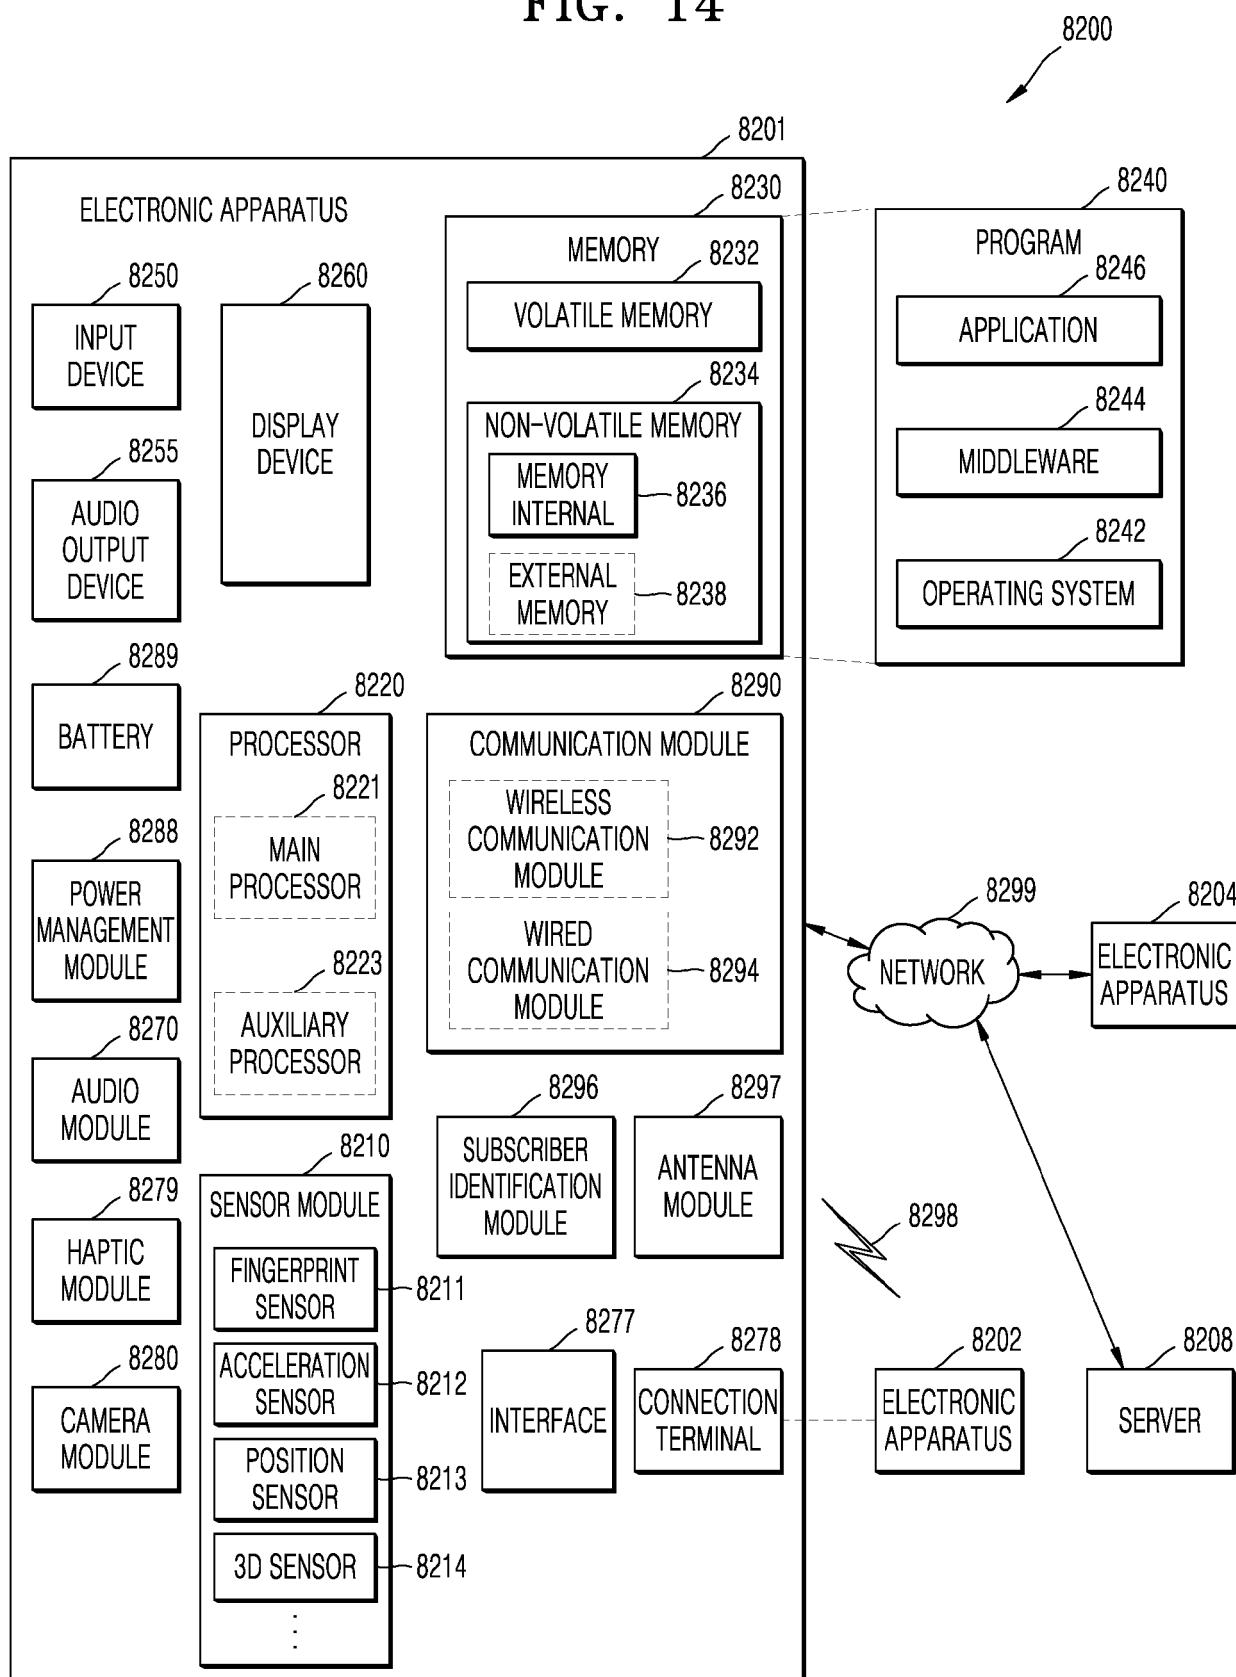 FIG. 14
8200
8201
ELECTRONIC APPARATUS
8250
INPUT
DEVICE
8260
DISPLAY
DEVICE
8255
AUDIO
OUTPUT
DEVICE
8230
MEMORY
8232
VOLATILE MEMORY
8234
NON-VOLATILE MEMORY
MEMORY
INTERNAL
8236
EXTERNAL
MEMORY
8238
8240
PROGRAM
8246
APPLICATION
8244
MIDDLEWARE
8242
OPERATING SYSTEM
8289
BATTERY
8288
POWER
MANAGEMENT
MODULE
8270
AUDIO
MODULE
8279
HAPTIC
MODULE
8280
CAMERA
MODULE
8220
PROCESSOR
8221
MAIN
PROCESSOR
8223
AUXILIARY
PROCESSOR
8210
SENSOR MODULE
FINGERPRINT
SENSOR
8211
ACCELERATION
SENSOR
8212
POSITION
SENSOR
8213
3D SENSOR
8214
8290
COMMUNICATION MODULE
WIRELESS
COMMUNICATION
MODULE
8292
WIRED
COMMUNICATION
MODULE
8294
8296
SUBSCRIBER
IDENTIFICATION
MODULE
8297
ANTENNA
MODULE
8277
INTERFACE
8278
CONNECTION
TERMINAL
8299
NETWORK
8204
ELECTRONIC
APPARATUS
8298
8202
ELECTRONIC
APPARATUS
8208
SERVER